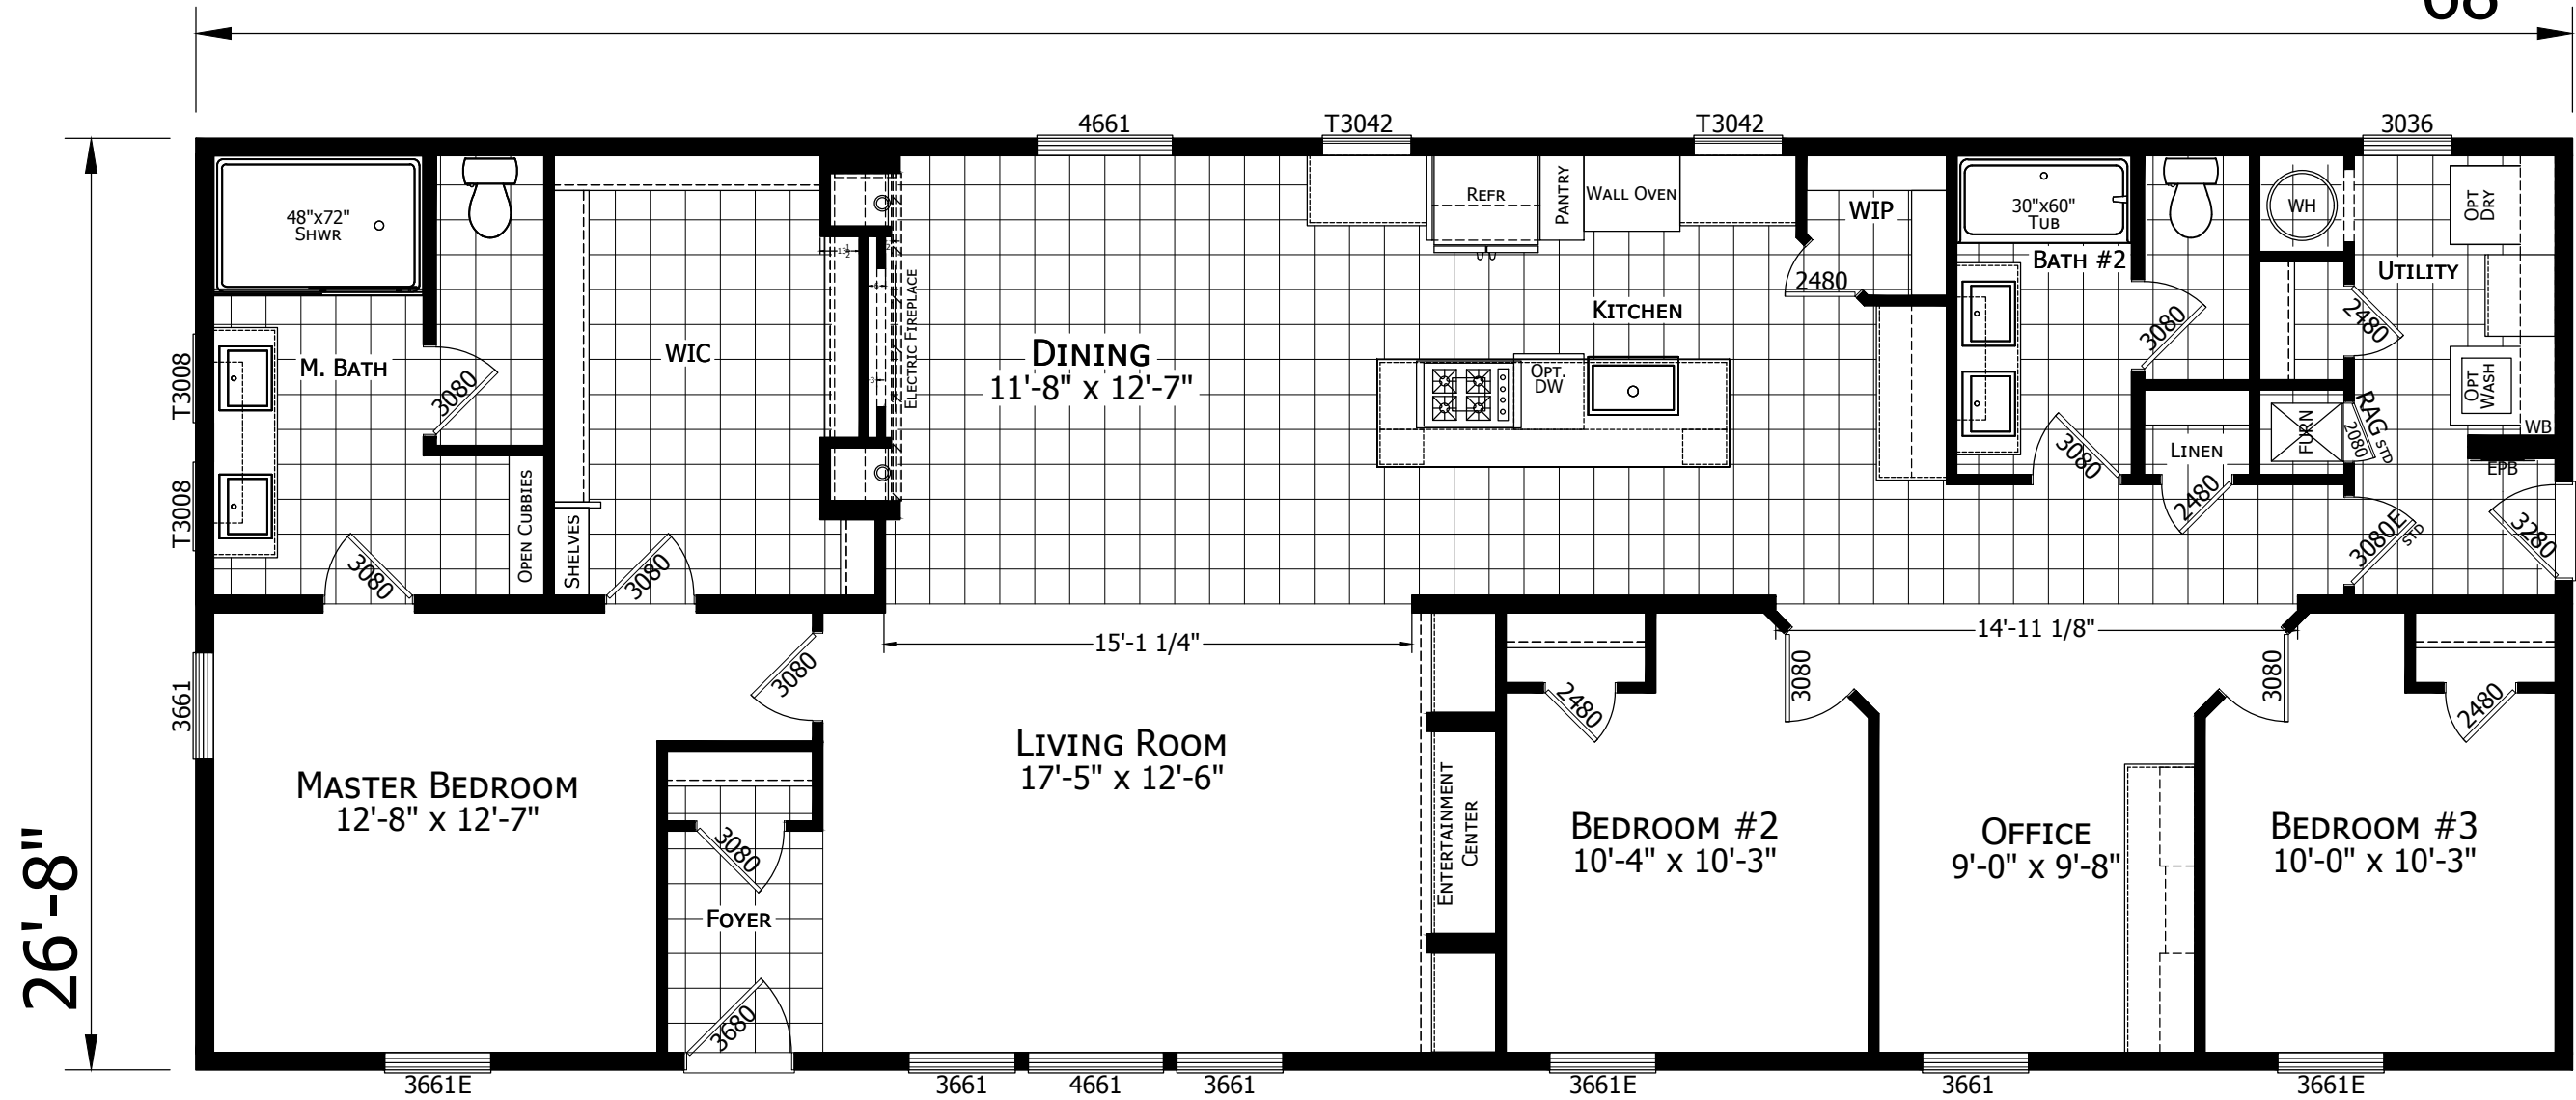 68'
4661
T3042
T3042
3036
48"x72"
SHWR
M. BATH
3080
T3008
T3008
3080
OPEN CUBBIES
WIC
SHELVES
3080
13 1/2
ELECTRIC FIREPLACE
DINING
11'-8" x 12'-7"
REFR
PANTRY
WALL OVEN
WIP
2480
KITCHEN
OPT.
DW
30"x60"
TUB
BATH #2
3080
3080
LINEN
2480
WH
2480
UTILITY
OPT
DRY
OPT
WASH
WB
EPB
FURN
RAG STD
2080
3080E
STD
3280
26'-8"
3661
MASTER BEDROOM
12'-8" x 12'-7"
3080
3080
FOYER
3680
15'-1 1/4"
LIVING ROOM
17'-5" x 12'-6"
ENTERTAINMENT
CENTER
2480
BEDROOM #2
10'-4" x 10'-3"
3080
14'-11 1/8"
OFFICE
9'-0" x 9'-8"
3080
2480
BEDROOM #3
10'-0" x 10'-3"
3661E
3661
4661
3661
3661E
3661
3661E